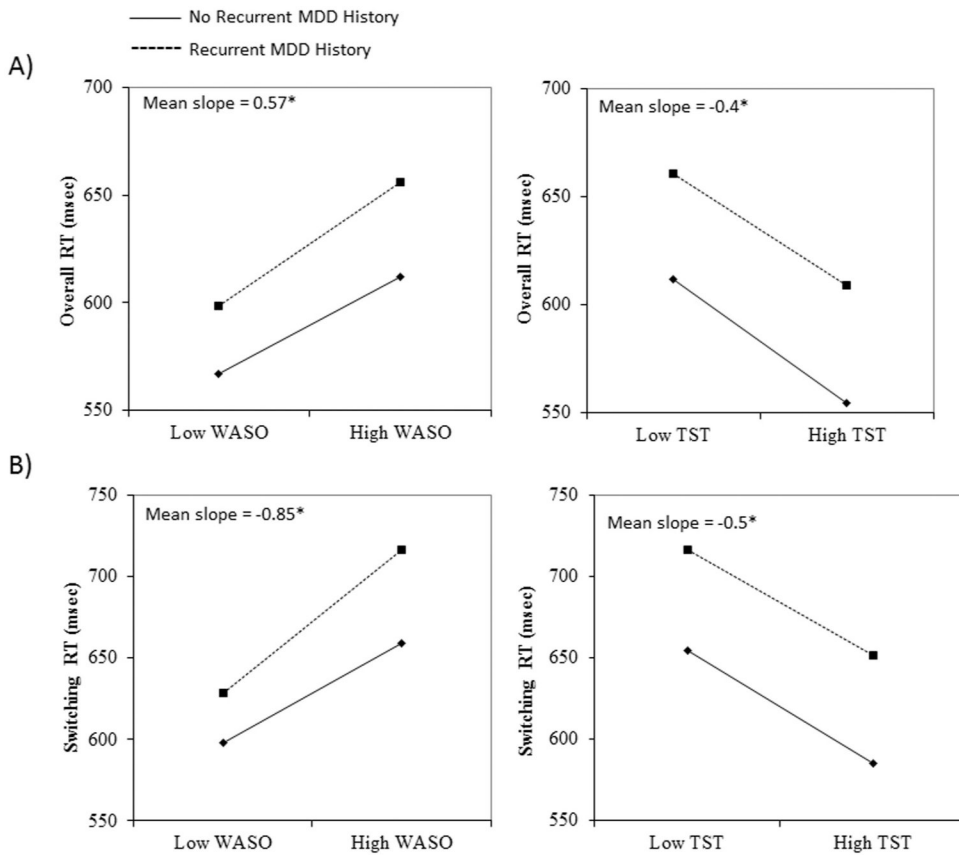 No Recurrent MDD History
Recurrent MDD History
A)
700
650
600
550
Overall RT (msec)
Mean slope = 0.57*
Low WASO High WASO
700
650
600
550
Overall RT (msec)
Mean slope = -0.4*
Low TST High TST
B)
750
700
650
600
550
Switching RT (msec)
Mean slope = -0.85*
Low WASO High WASO
750
700
650
600
550
Switching RT (msec)
Mean slope = -0.5*
Low TST High TST